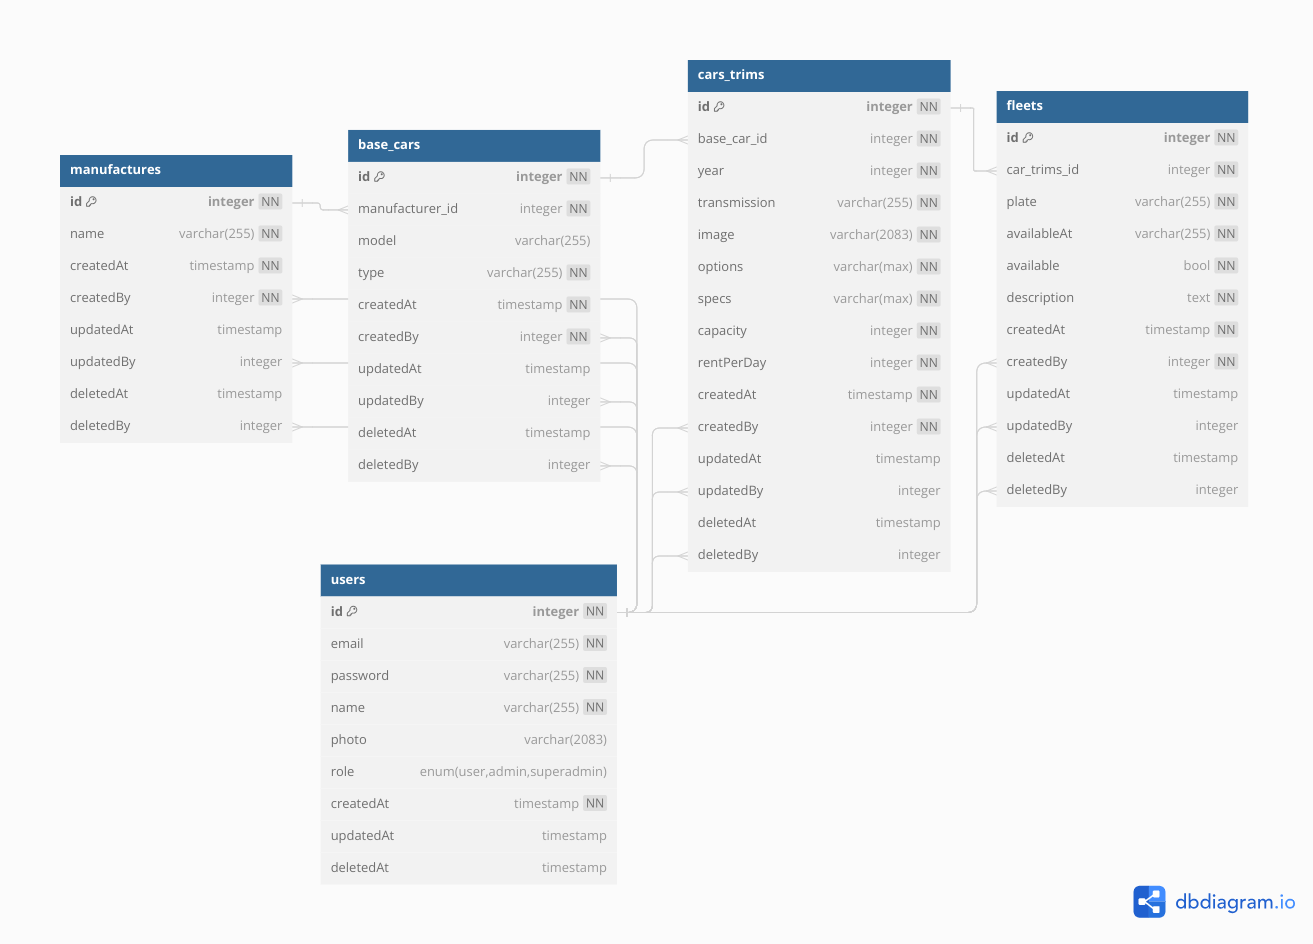 manufactures
id integer NN
name varchar(255) NN
createdAt timestamp NN
createdBy integer NN
updatedAt timestamp
updatedBy integer
deletedAt timestamp
deletedBy integer
base_cars
id integer NN
manufacturer_id integer NN
model varchar(255)
type varchar(255) NN
createdAt timestamp NN
createdBy integer NN
updatedAt timestamp
updatedBy integer
deletedAt timestamp
deletedBy integer
cars_trims
id integer NN
base_car_id integer NN
year integer NN
transmission varchar(255) NN
image varchar(2083) NN
options varchar(max) NN
specs varchar(max) NN
capacity integer NN
rentPerDay integer NN
createdAt timestamp NN
createdBy integer NN
updatedAt timestamp
updatedBy integer
deletedAt timestamp
deletedBy integer
fleets
id integer NN
car_trims_id integer NN
plate varchar(255) NN
availableAt varchar(255) NN
available bool NN
description text NN
createdAt timestamp NN
createdBy integer NN
updatedAt timestamp
updatedBy integer
deletedAt timestamp
deletedBy integer
users
id integer NN
email varchar(255) NN
password varchar(255) NN
name varchar(255) NN
photo varchar(2083)
role enum(user,admin,superadmin)
createdAt timestamp NN
updatedAt timestamp
deletedAt timestamp
dbdiagram.io